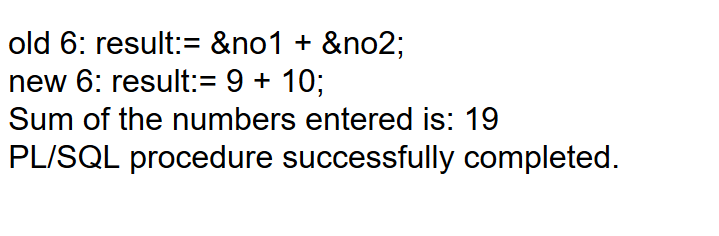 old 6: result:= &no1 + &no2;
new 6: result:= 9 + 10;
Sum of the numbers entered is: 19
PL/SQL procedure successfully completed.